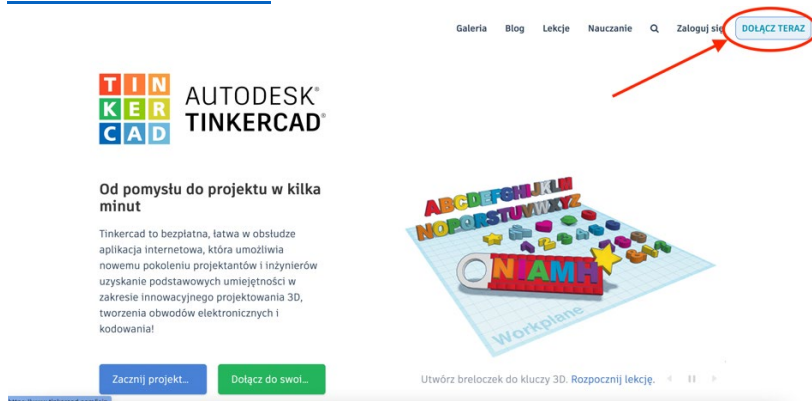 Galeria Blog Lekcje Nauczanie Zaloguj się DOŁĄCZ TERAZ
TIN
KER
CAD
AUTODESK®
TINKERCAD®
Od pomysłu do projektu w kilka
minut
Tinkercad to bezpłatna, łatwa w obsłudze
aplikacja internetowa, która umożliwia
nowemu pokoleniu projektantów i inżynierów
uzyskanie podstawowych umiejętności w
zakresie innowacyjnego projektowania 3D,
tworzenia obwodów elektronicznych i
kodowania!
Zacznij projekt... Dołącz do swoi...
ABCDEFGHIJKLM
NOPQRSTUVWXYZ
NIAMH
Workplane
Utwórz breloczek do kluczy 3D. Rozpocznij lekcję.